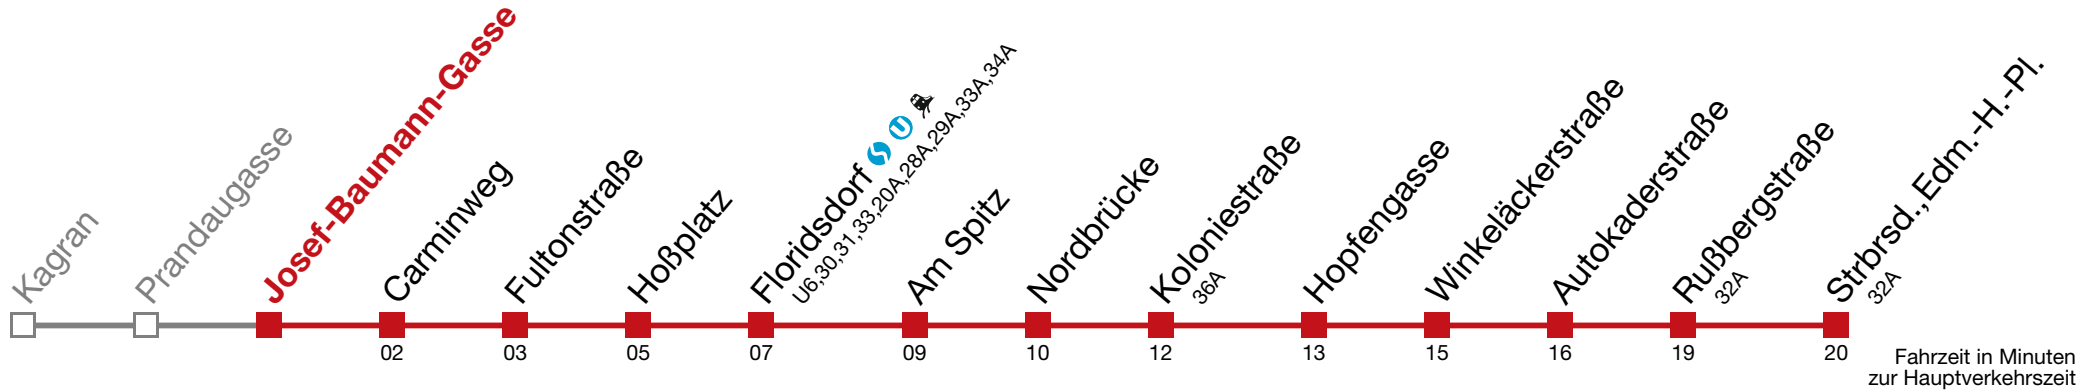 Kagran
Prandaugasse
Josef-Baumann-Gasse
Carminweg
Fultonstraße
Hoßplatz
Floridsdorf
U6,30,31,33,20A,28A,29A,33A,34A
Am Spitz
Nordbrücke
Koloniestraße
36A
Hopfengasse
Winkeläckerstraße
Autokaderstraße
Rußbergstraße
32A
Strbrsd.,Edm.-H.-Pl.
32A
02 03 05 07 09 10 12 13 15 16 19 20
Fahrzeit in Minuten
zur Hauptverkehrszeit